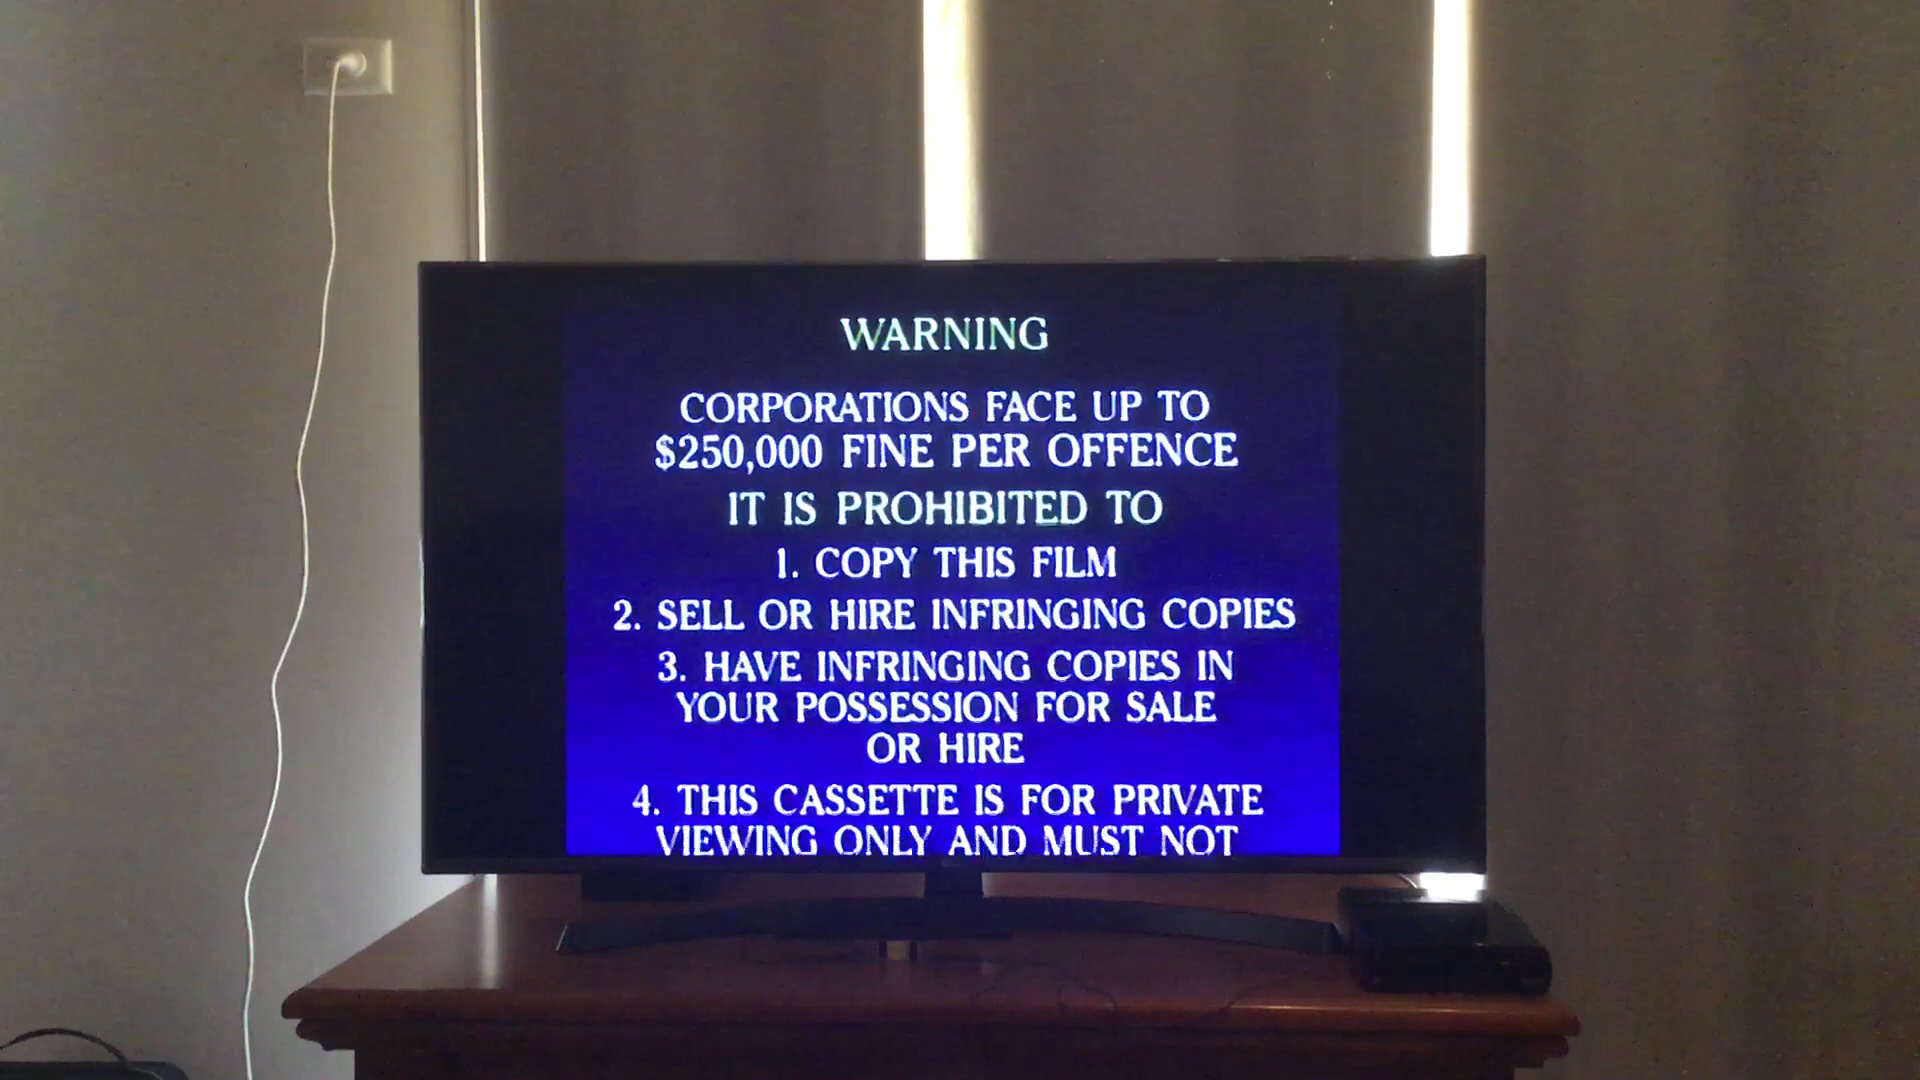 WARNING
CORPORATIONS FACE UP TO
$250,000 FINE PER OFFENCE
IT IS PROHIBITED TO
1. COPY THIS FILM
2. SELL OR HIRE INFRINGING COPIES
3. HAVE INFRINGING COPIES IN
YOUR POSSESSION FOR SALE
OR HIRE
4. THIS CASSETTE IS FOR PRIVATE
VIEWING ONLY AND MUST NOT